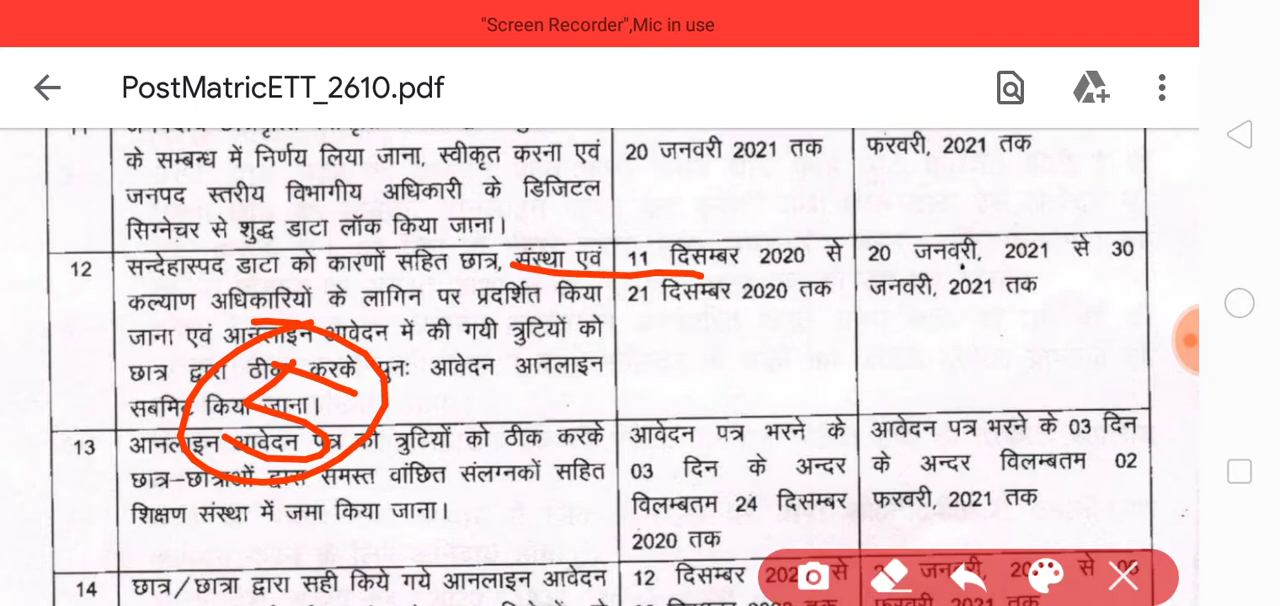 "Screen Recorder",Mic in use
PostMatricETT_2610.pdf
के सम्बन्ध में निर्णय लिया जाना, स्वीकृत करना एवं
जनपद स्तरीय विभागीय अधिकारी के डिजिटल
सिग्नेचर से शुद्ध डाटा लॉक किया जाना।
20 जनवरी 2021 तक
फरवरी, 2021 तक
12
सन्देहास्पद डाटा को कारणों सहित छात्र, संस्था एवं
कल्याण अधिकारियों के लागिन पर प्रदर्शित किया
जाना एवं आनलाइन आवेदन में की गयी त्रुटियों को
छात्र द्वारा ठीक करके पुन: आवेदन आनलाइन
सबमिट किया जाना।
11 दिसम्बर 2020 से
21 दिसम्बर 2020 तक
20 जनवरी, 2021 से 30
जनवरी, 2021 तक
13
आनलाइन आवेदन पत्र की त्रुटियों को ठीक करके
छात्र-छात्राओं द्वारा समस्त वांछित संलग्नकों सहित
शिक्षण संस्था में जमा किया जाना।
आवेदन पत्र भरने के
03 दिन के अन्दर
विलम्बतम 24 दिसम्बर
2020 तक
आवेदन पत्र भरने के 03 दिन
के अन्दर विलम्बतम 02
फरवरी, 2021 तक
14
छात्र/छात्रा द्वारा सही किये गये आनलाइन आवेदन
12 दिसम्बर से